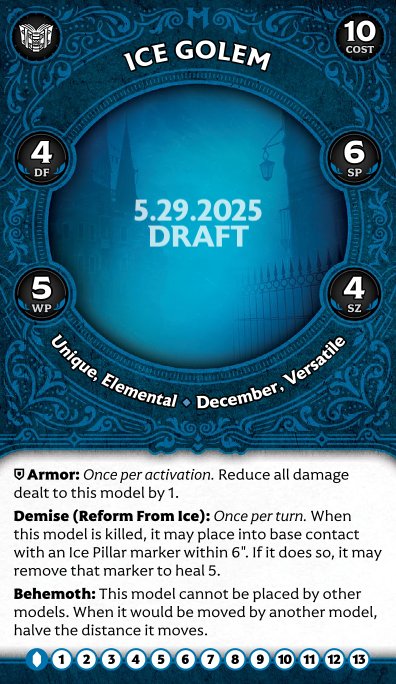 ICE GOLEM
10
COST
4
DF
6
SP
5.29.2025
DRAFT
5
WP
4
SZ
Unique, Elemental ◆ December, Versatile
Armor: Once per activation. Reduce all damage
dealt to this model by 1.
Demise (Reform From Ice): Once per turn. When
this model is killed, it may place into base contact
with an Ice Pillar marker within 6". If it does so, it may
remove that marker to heal 5.
Behemoth: This model cannot be placed by other
models. When it would be moved by another model,
halve the distance it moves.
1 2 3 4 5 6 7 8 9 10 11 12 13